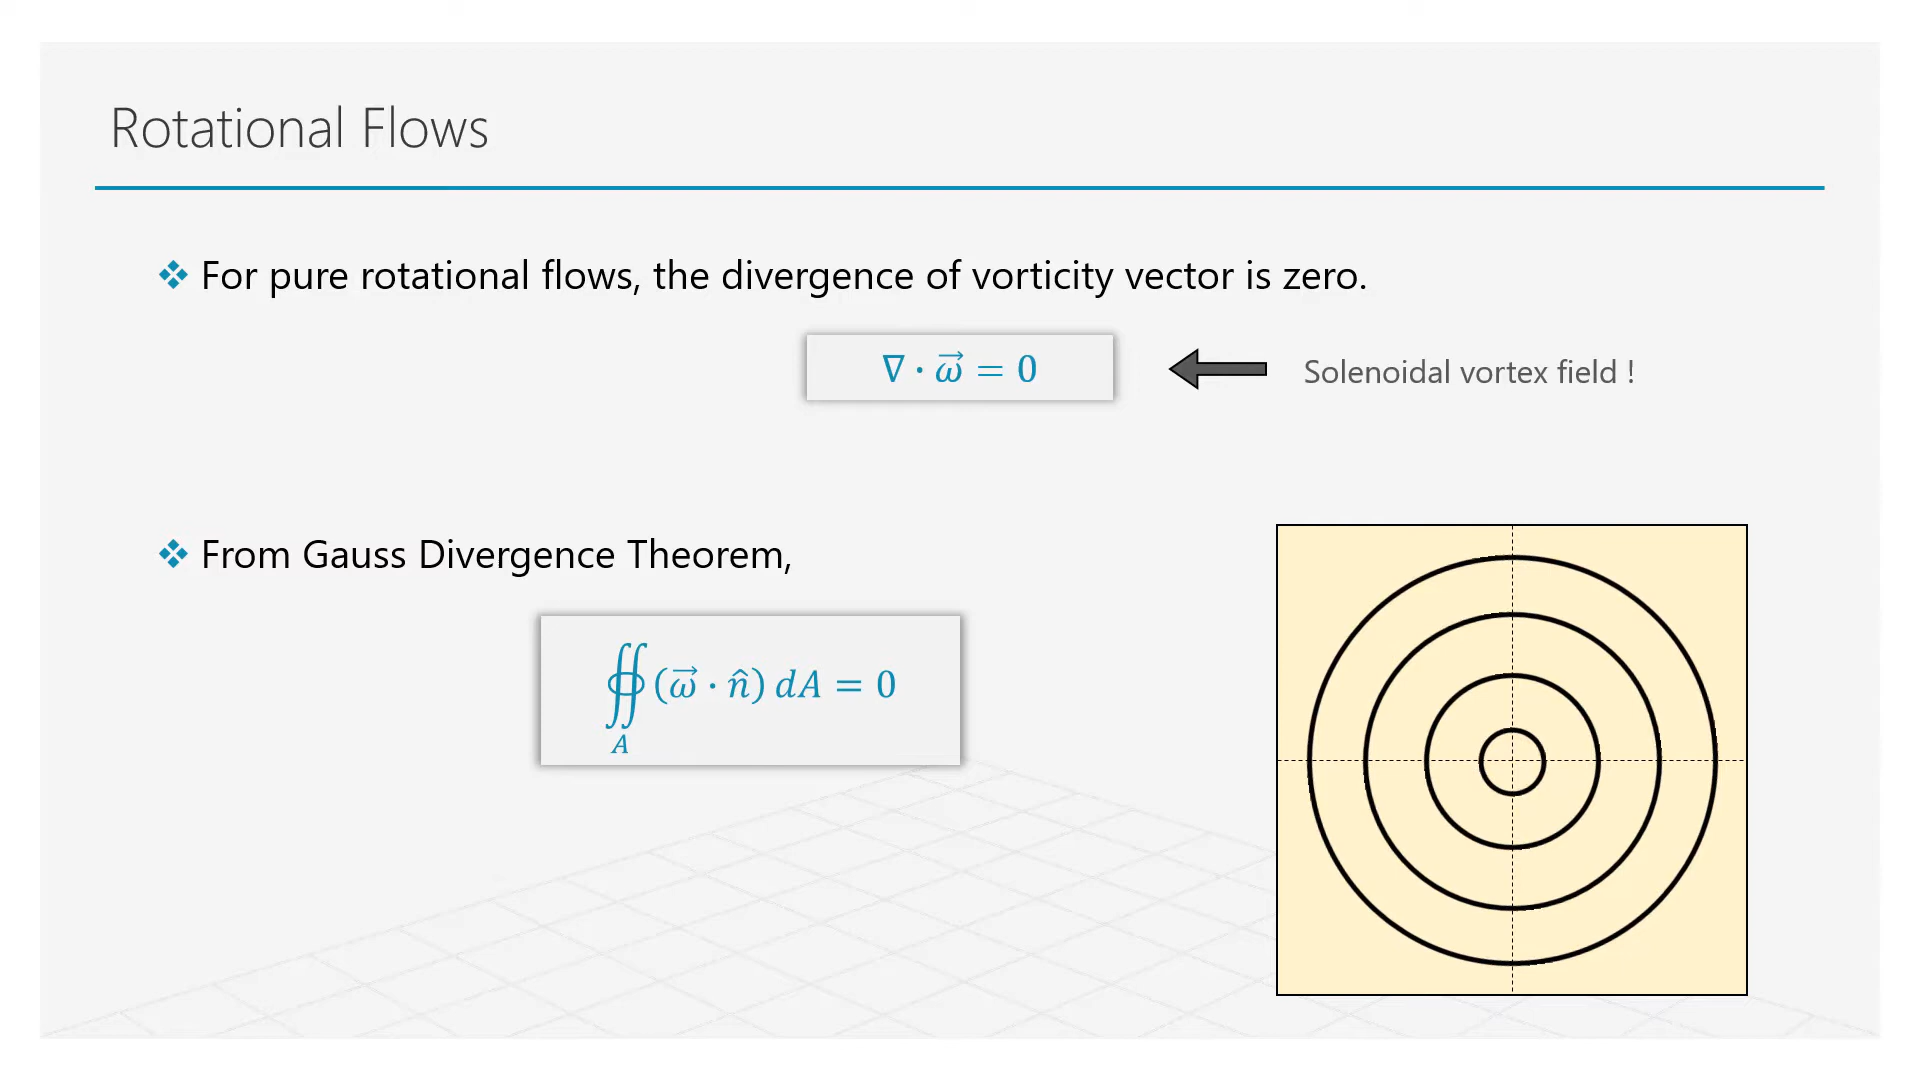 Rotational Flows
❖ For pure rotational flows, the divergence of vorticity vector is zero.
∇ · ω⃗ = 0
Solenoidal vortex field !
❖ From Gauss Divergence Theorem,
∯_A (ω⃗ · n̂) dA = 0